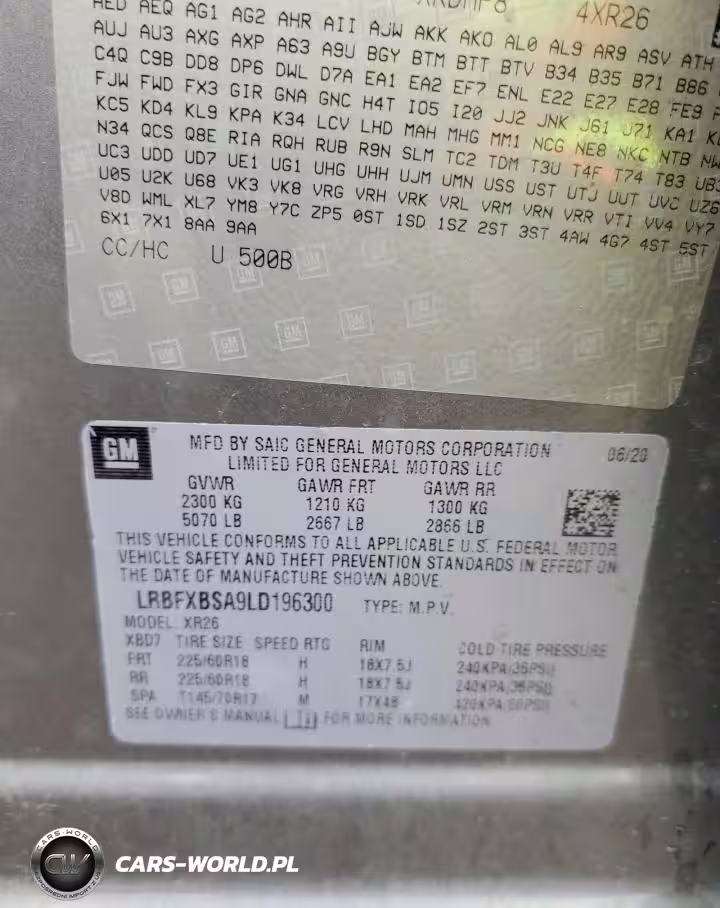 4XR26
AED AEQ AG1 AG2 AHR AII AJW AKK AKO AL0 AL9 AR9 ASV ATH
AUJ AU3 AXG AXP A63 A9U BGY BTM BTT BTV B34 B35 B71 B86
C4Q C9B DD8 DP6 DWL D7A EA1 EA2 EF7 ENL E22 E27 E28 FE9
FJW FWD FX3 GIR GNA GNC H4T IO5 I20 JJ2 JNK J61 J71 KA1
KC5 KD4 KL9 KPA K34 LCV LHD MAH MHG MM1 NCG NE8 NKC NTB
N34 QCS Q8E RIA RQH RUB R9N SLM TC2 TDM T3U T4F T74 T83 UB3
UC3 UDD UD7 UE1 UG1 UHG UHH UJM UMN USS UST UTJ UUT UVC UZ6
U05 U2K U68 VK3 VK8 VRG VRH VRK VRL VRM VRN VRR VTI VV4 VY7
V8D WML XL7 YM8 Y7C ZP5 0ST 1SD 1SZ 2ST 3ST 4AW 4G7 4ST 5ST
6X1 7X1 8AA 9AA
CC/HC U 500B
GM
MFD BY SAIC GENERAL MOTORS CORPORATION 06/20
LIMITED FOR GENERAL MOTORS LLC
GVWR GAWR FRT GAWR RR
2300 KG 1210 KG 1300 KG
5070 LB 2667 LB 2866 LB
THIS VEHICLE CONFORMS TO ALL APPLICABLE U.S. FEDERAL MOTOR
VEHICLE SAFETY AND THEFT PREVENTION STANDARDS IN EFFECT ON
THE DATE OF MANUFACTURE SHOWN ABOVE.
LRBFXBSA9LD196300 TYPE: M.P.V.
MODEL: XR26
XBD7 TIRE SIZE SPEED RTG RIM COLD TIRE PRESSURE
FRT 225/60R18 H 18X7.5J 240KPA(35PSI)
RR 225/60R18 H 18X7.5J 240KPA(35PSI)
SPA T145/70R17 M 17X4B 420KPA(60PSI)
SEE OWNER'S MANUAL FOR MORE INFORMATION
CARS-WORLD
CW
CARS-WORLD.PL